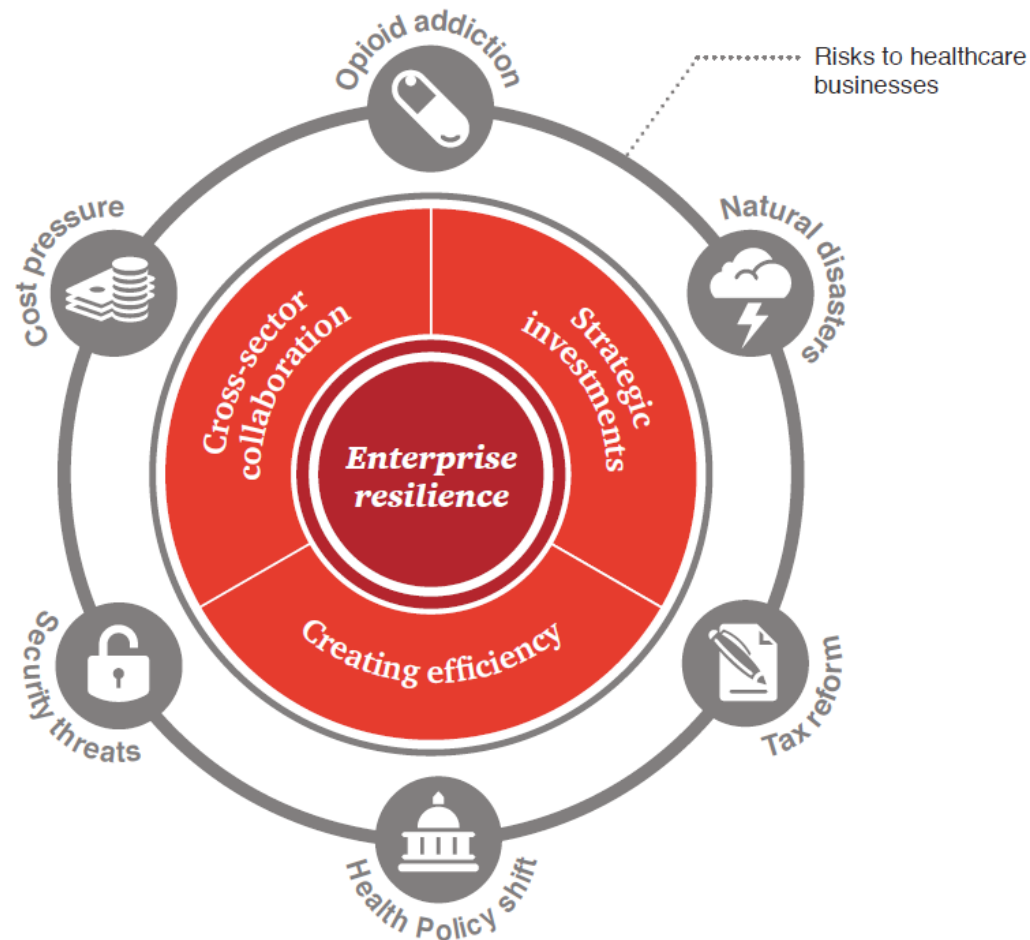 Opioid addiction
Risks to healthcare
businesses
Natural disasters
Tax reform
Health Policy shift
Security threats
Cost pressure
Cross-sector
collaboration
Strategic
investments
Creating efficiency
Enterprise
resilience